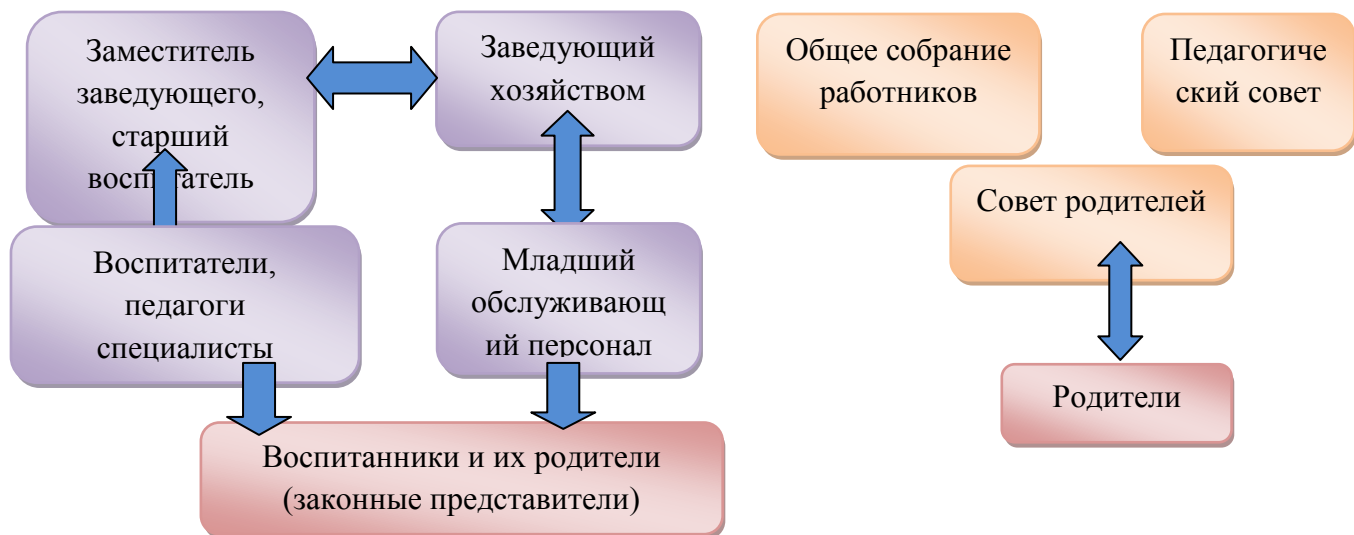 Заместитель
заведующего,
старший
воспитатель
Заведующий
хозяйством
Общее собрание
работников
Педагогиче
ский совет
Совет родителей
Воспитатели,
педагоги
специалисты
Младший
обслуживающ
ий персонал
Родители
Воспитанники и их родители
(законные представители)